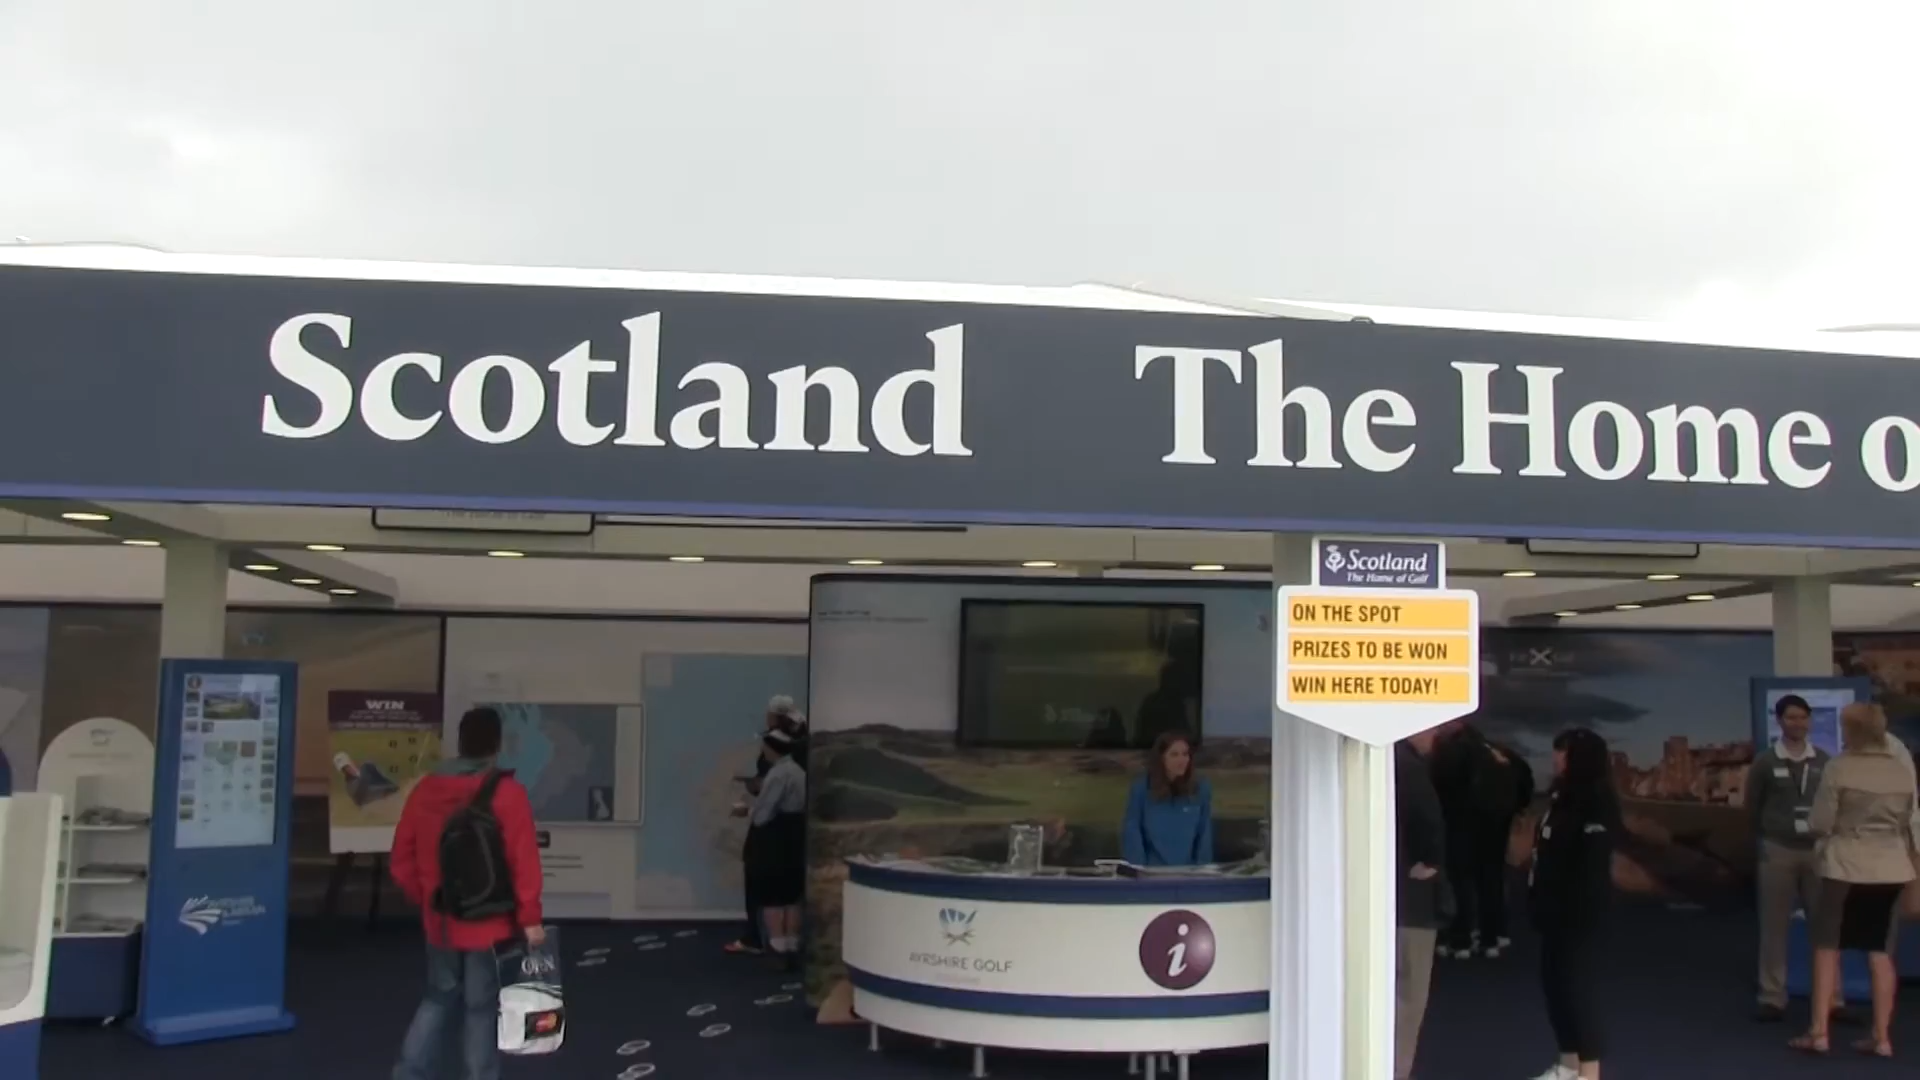 Scotland The Home o
Scotland
The Home of Golf
ON THE SPOT
PRIZES TO BE WON
WIN HERE TODAY!
WIN
OPEN
AYRSHIRE GOLF
i